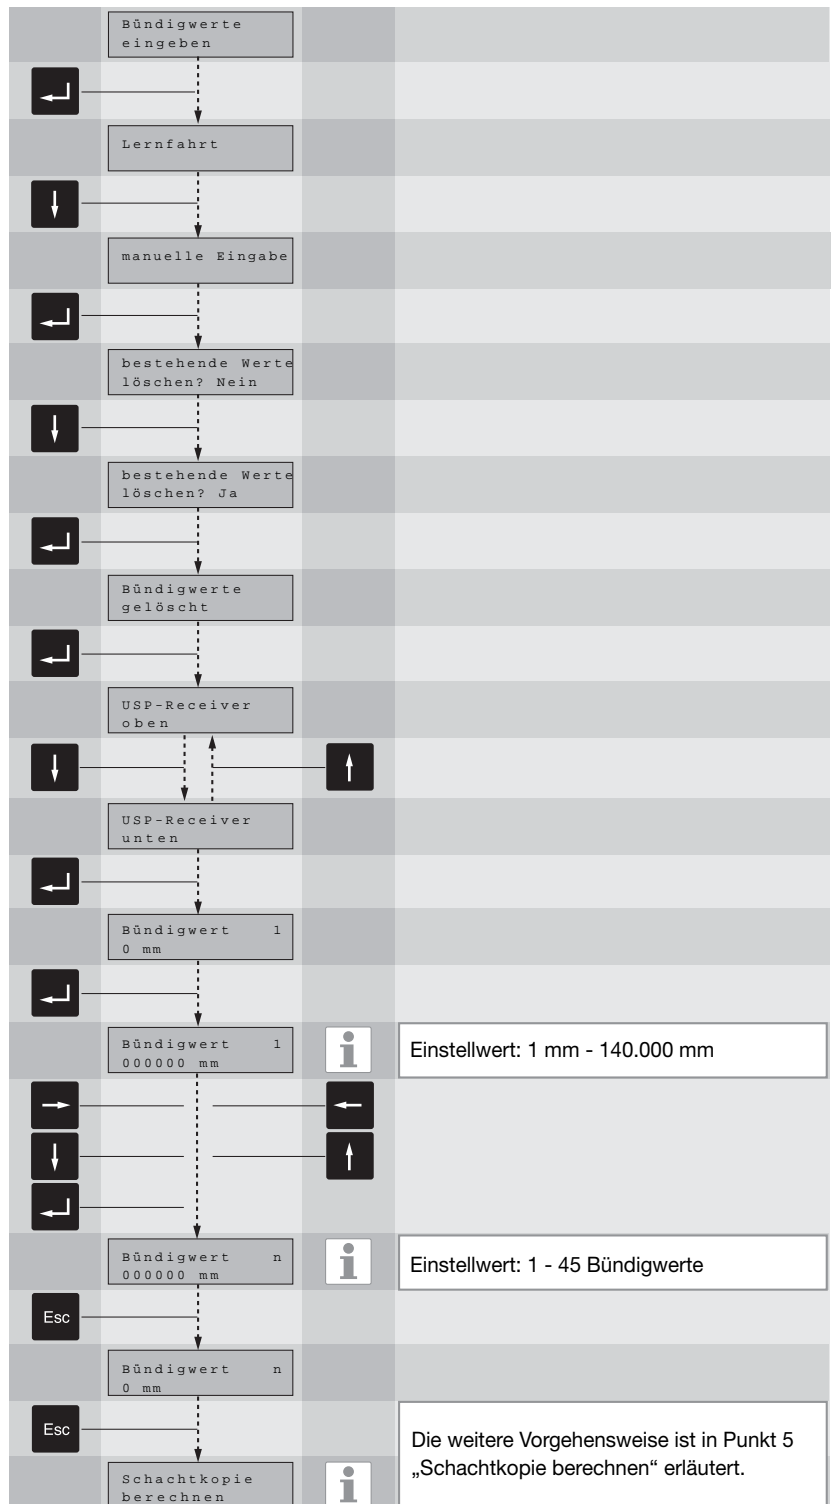 Bündigwerte
eingeben
Lernfahrt
manuelle Eingabe
bestehende Werte
löschen? Nein
bestehende Werte
löschen? Ja
Bündigwerte
gelöscht
USP-Receiver
oben
USP-Receiver
unten
Bündigwert 1
0 mm
Bündigwert 1
000000 mm
Einstellwert: 1 mm - 140.000 mm
Bündigwert n
000000 mm
Einstellwert: 1 - 45 Bündigwerte
Esc
Bündigwert n
0 mm
Esc
Die weitere Vorgehensweise ist in Punkt 5
„Schachtkopie berechnen“ erläutert.
Schachtkopie
berechnen